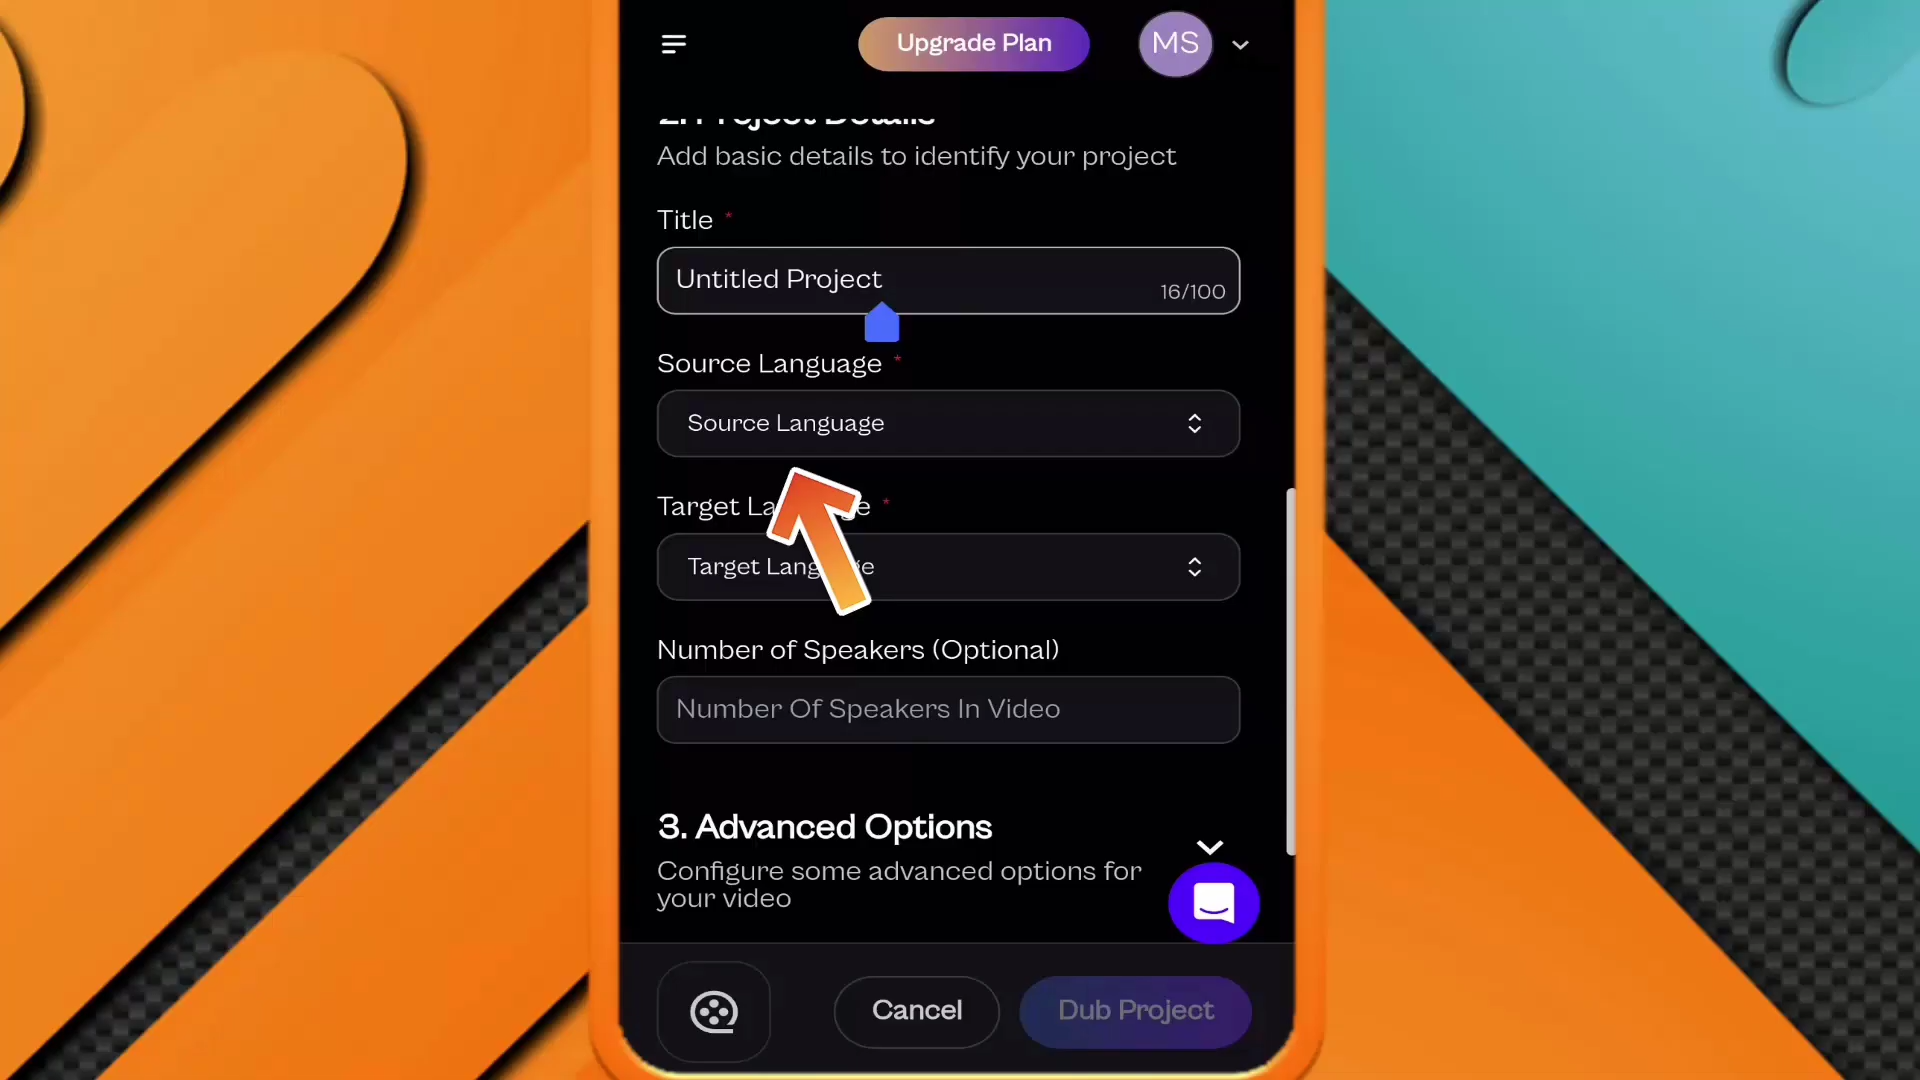 Upgrade Plan
MS
2. Project Details
Add basic details to identify your project
Title *
Untitled Project
16/100
Source Language *
Source Language
Target Language *
Target Language
Number of Speakers (Optional)
Number Of Speakers In Video
3. Advanced Options
Configure some advanced options for
your video
Cancel
Dub Project